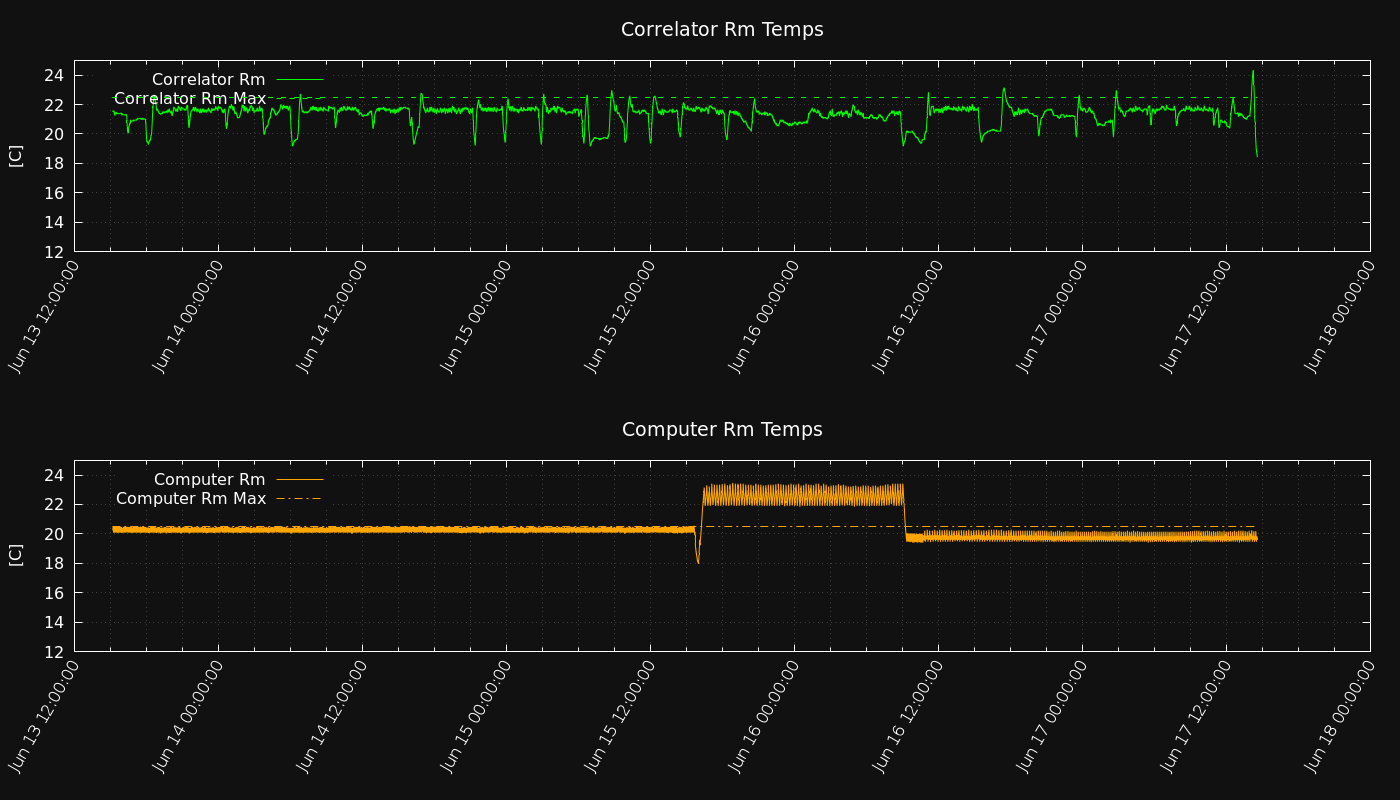 Correlator Rm Temps
Correlator Rm
Correlator Rm Max
24
22
20
18
16
14
12
[C]
Jun 13 12:00:00
Jun 14 00:00:00
Jun 14 12:00:00
Jun 15 00:00:00
Jun 15 12:00:00
Jun 16 00:00:00
Jun 16 12:00:00
Jun 17 00:00:00
Jun 17 12:00:00
Jun 18 00:00:00
Computer Rm Temps
Computer Rm
Computer Rm Max
24
22
20
18
16
14
12
[C]
Jun 13 12:00:00
Jun 14 00:00:00
Jun 14 12:00:00
Jun 15 00:00:00
Jun 15 12:00:00
Jun 16 00:00:00
Jun 16 12:00:00
Jun 17 00:00:00
Jun 17 12:00:00
Jun 18 00:00:00